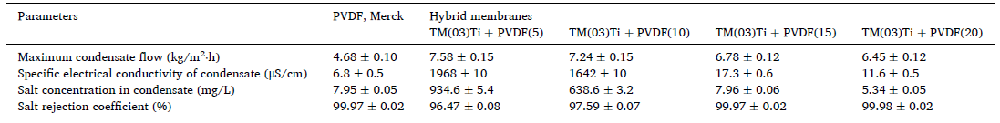 Parameters PVDF, Merck Hybrid membranes
TM(03)Ti + PVDF(5) TM(03)Ti + PVDF(10) TM(03)Ti + PVDF(15) TM(03)Ti + PVDF(20)
Maximum condensate flow (kg/m²·h) 4.68 ± 0.10 7.58 ± 0.15 7.24 ± 0.15 6.78 ± 0.12 6.45 ± 0.12
Specific electrical conductivity of condensate (μS/cm) 6.8 ± 0.5 1968 ± 10 1642 ± 10 17.3 ± 0.6 11.6 ± 0.5
Salt concentration in condensate (mg/L) 7.95 ± 0.05 934.6 ± 5.4 638.6 ± 3.2 7.96 ± 0.06 5.34 ± 0.05
Salt rejection coefficient (%) 99.97 ± 0.02 96.47 ± 0.08 97.59 ± 0.07 99.97 ± 0.02 99.98 ± 0.02